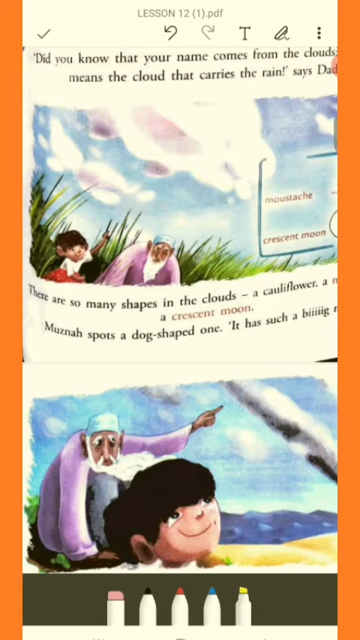 LESSON 12 (1).pdf
T
'Did you know that your name comes from the clouds
means the cloud that carries the rain!' says Dad
moustache
crescent moon
There are so many shapes in the clouds – a cauliflower, a
a crescent moon.
Muznah spots a dog-shaped one. 'It has such a biiiiig